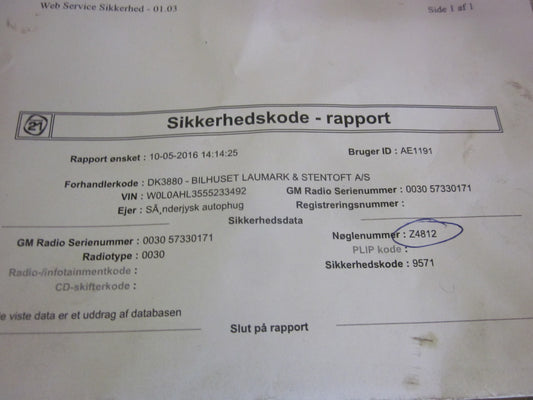 Web Service Sikkerhed - 01.03
Side 1 af 1
21
Sikkerhedskode - rapport
Rapport ønsket : 10-05-2016 14:14:25
Bruger ID : AE1191
Forhandlerkode : DK3880 - BILHUSET LAUMARK & STENTOFT A/S
VIN : W0L0AHL3555233492
GM Radio Serienummer : 0030 57330171
Ejer : SÃ¸nderjysk autophug
Registreringsnummer :
Sikkerhedsdata
GM Radio Serienummer : 0030 57330171
Nøglenummer : Z4812
Radiotype : 0030
PLIP kode :
Radio-/infotainmentkode :
Sikkerhedskode : 9571
CD-skifterkode :
e viste data er et uddrag af databasen
Slut på rapport